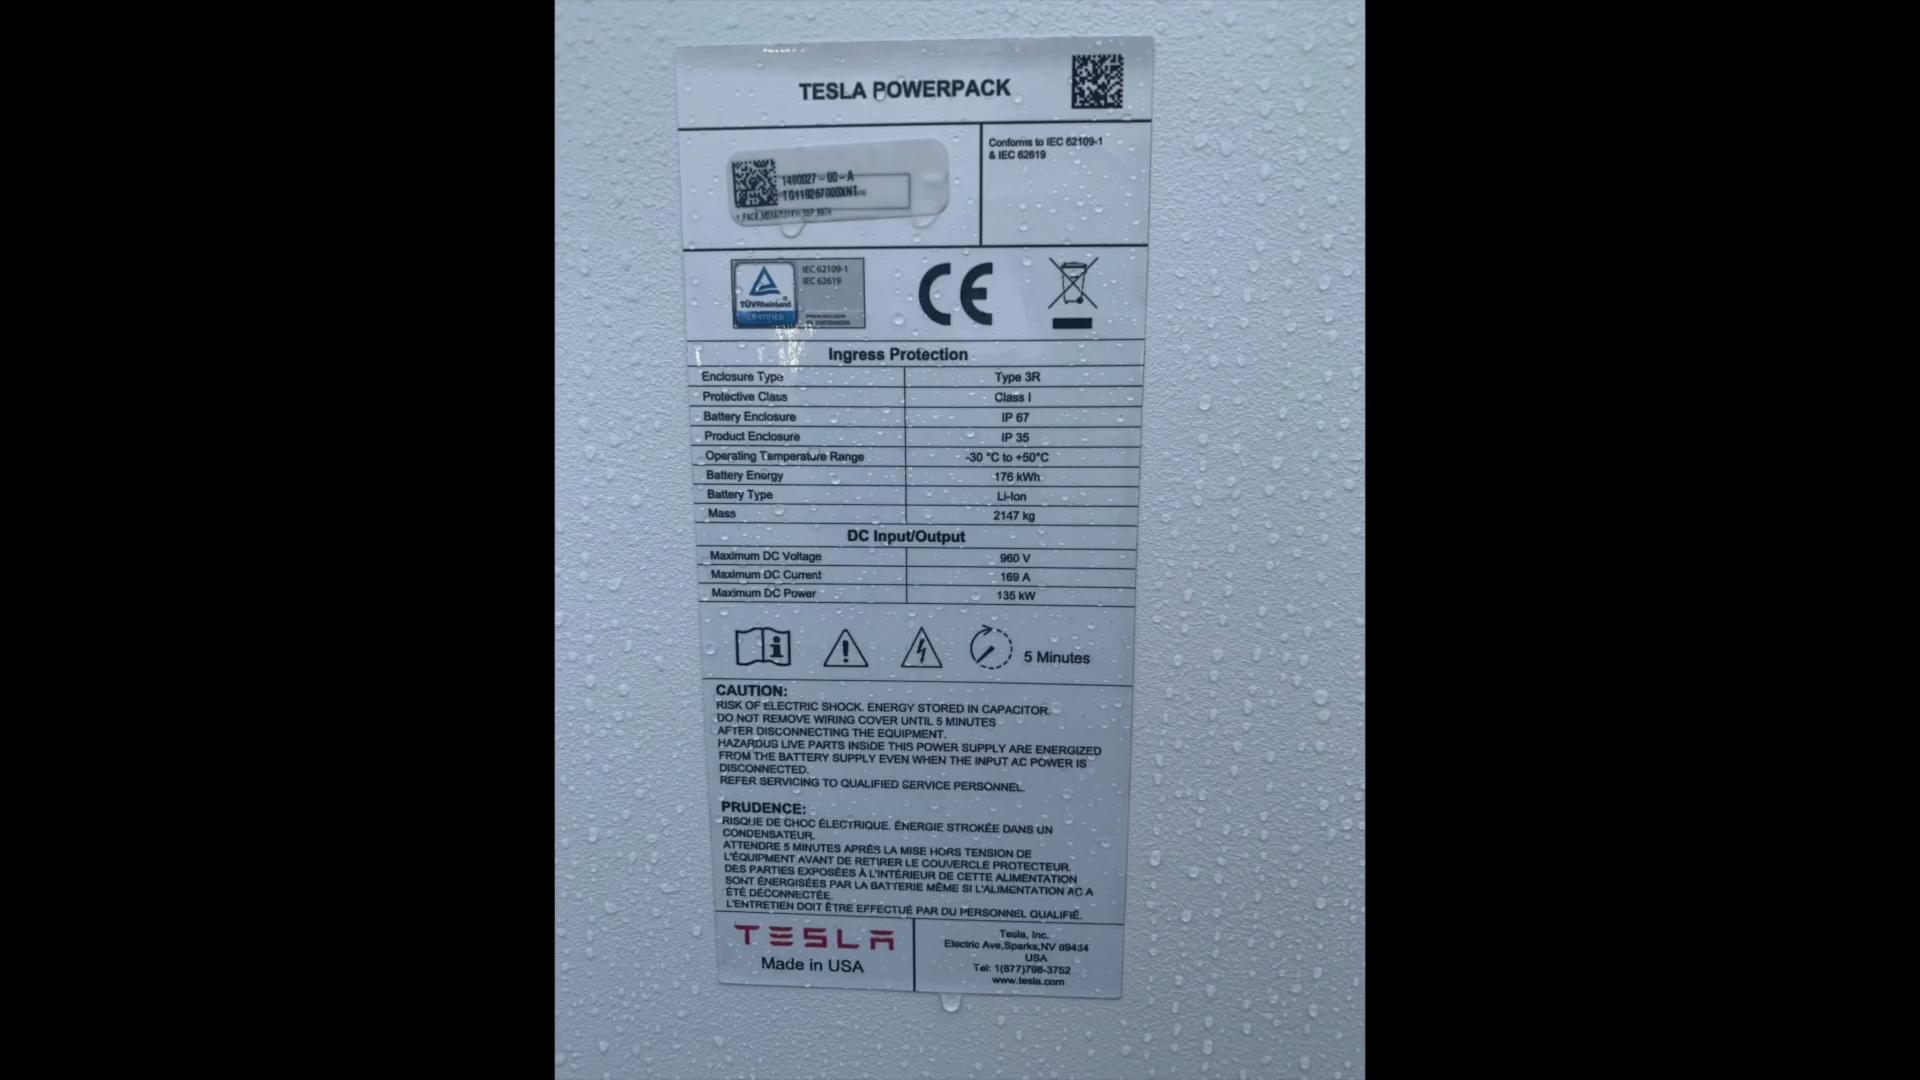 TESLA POWERPACK
1490027-00-A
TG119267000XNT
Conforms to IEC 62109-1
& IEC 62619
TÜVRheinland
CERTIFIED
IEC 62109-1
IEC 62619
www.tuv.com
CE
Ingress Protection
Enclosure Type Type 3R
Protective Class Class I
Battery Enclosure IP 67
Product Enclosure IP 35
Operating Temperature Range -30 °C to +50°C
Battery Energy 176 kWh
Battery Type Li-Ion
Mass 2147 kg
DC Input/Output
Maximum DC Voltage 960 V
Maximum DC Current 169 A
Maximum DC Power 135 kW
5 Minutes
CAUTION:
RISK OF ELECTRIC SHOCK. ENERGY STORED IN CAPACITOR.
DO NOT REMOVE WIRING COVER UNTIL 5 MINUTES
AFTER DISCONNECTING THE EQUIPMENT.
HAZARDUS LIVE PARTS INSIDE THIS POWER SUPPLY ARE ENERGIZED
FROM THE BATTERY SUPPLY EVEN WHEN THE INPUT AC POWER IS
DISCONNECTED.
REFER SERVICING TO QUALIFIED SERVICE PERSONNEL.
PRUDENCE:
RISQUE DE CHOC ÉLECTRIQUE. ÉNERGIE STROKÉE DANS UN
CONDENSATEUR.
ATTENDRE 5 MINUTES APRÉS LA MISE HORS TENSION DE
L'ÉQUIPMENT AVANT DE RETIRER LE COUVERCLE PROTECTEUR.
DES PARTIES EXPOSÉES À L'INTÉRIEUR DE CETTE ALIMENTATION
SONT ÉNERGISÉES PAR LA BATTERIE MÊME SI L'ALIMENTATION AC A
ÉTÉ DÉCONNECTÉE.
L'ENTRETIEN DOIT ÊTRE EFFECTUÉ PAR DU PERSONNEL QUALIFIÉ.
TESLA
Made in USA
Tesla, Inc.
Electric Ave,Sparks,NV 89434
USA
Tel: 1(877)798-3752
www.tesla.com